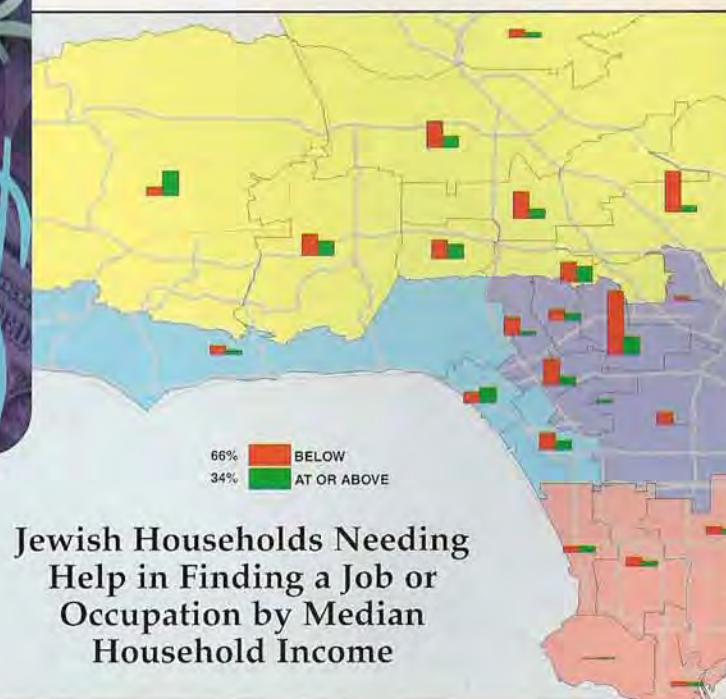 66% BELOW
34% AT OR ABOVE
Jewish Households Needing
Help in Finding a Job or
Occupation by Median
Household Income